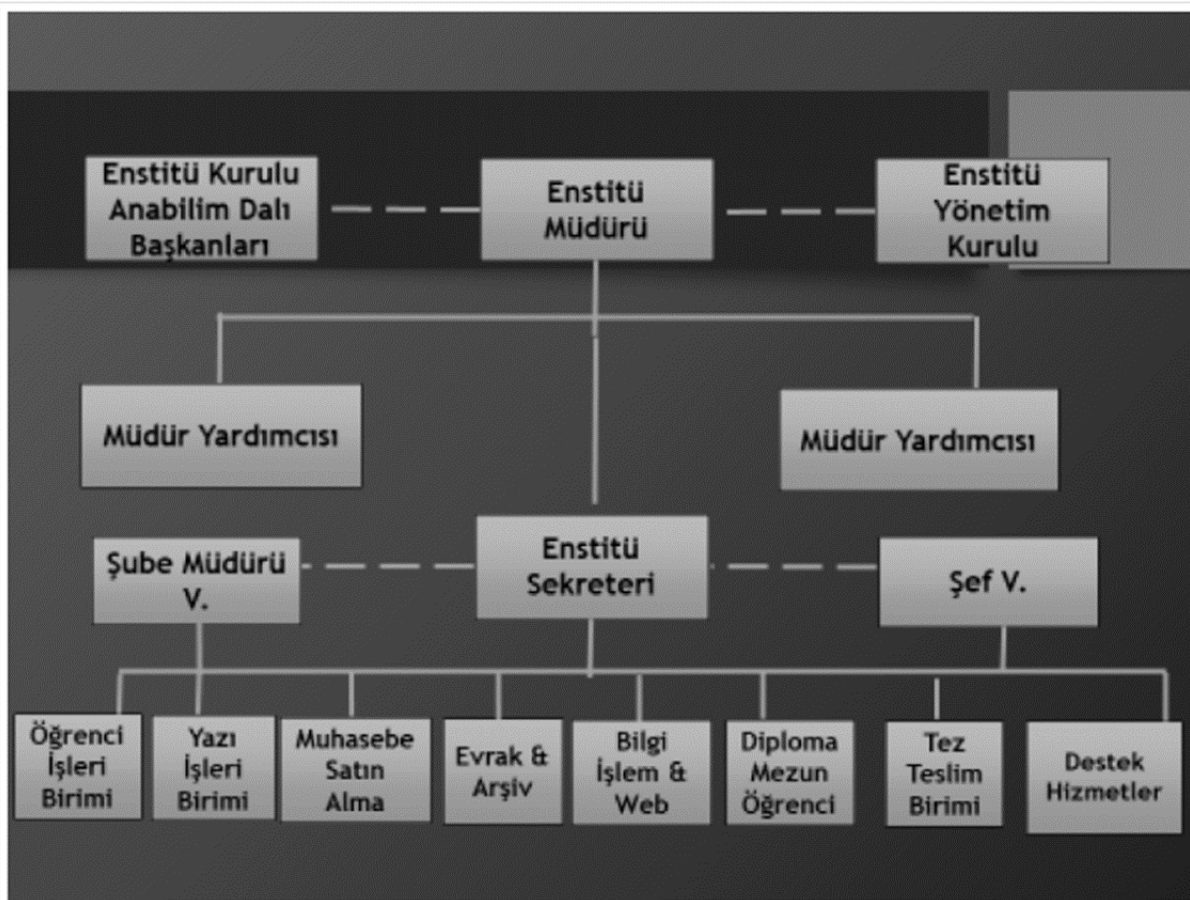 Enstitü Kurulu
Anabilim Dalı
Başkanları
Enstitü
Müdürü
Enstitü
Yönetim
Kurulu
Müdür Yardımcısı
Müdür Yardımcısı
Şube Müdürü
V.
Enstitü
Sekreteri
Şef V.
Öğrenci
İşleri
Birimi
Yazı
İşleri
Birimi
Muhasebe
Satın
Alma
Evrak &
Arşiv
Bilgi
İşlem &
Web
Diploma
Mezun
Öğrenci
Tez
Teslim
Birimi
Destek
Hizmetler